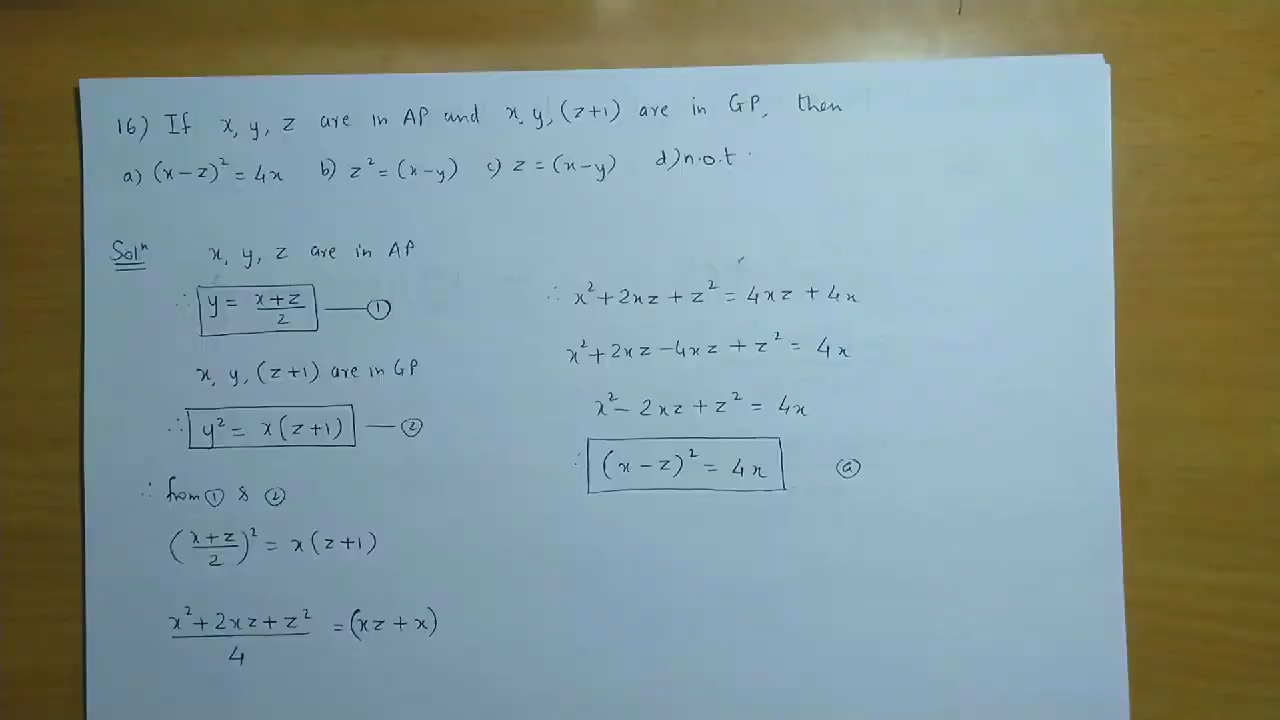 16) If x, y, z are in AP and x, y, (z+1) are in GP, then
a) (x-z)² = 4x b) z² = (x-y) c) z = (x-y) d) n.o.t.
Solⁿ x, y, z are in AP
∴ y = (x+z)/2 —— ①
x, y, (z+1) are in GP
∴ y² = x(z+1) —— ②
∴ from ① & ②
((x+z)/2)² = x(z+1)
(x²+2xz+z²)/4 = (xz+x)
∴ x²+2xz+z² = 4xz+4x
x²+2xz-4xz+z² = 4x
x²-2xz+z² = 4x
∴ (x-z)² = 4x ⓐ